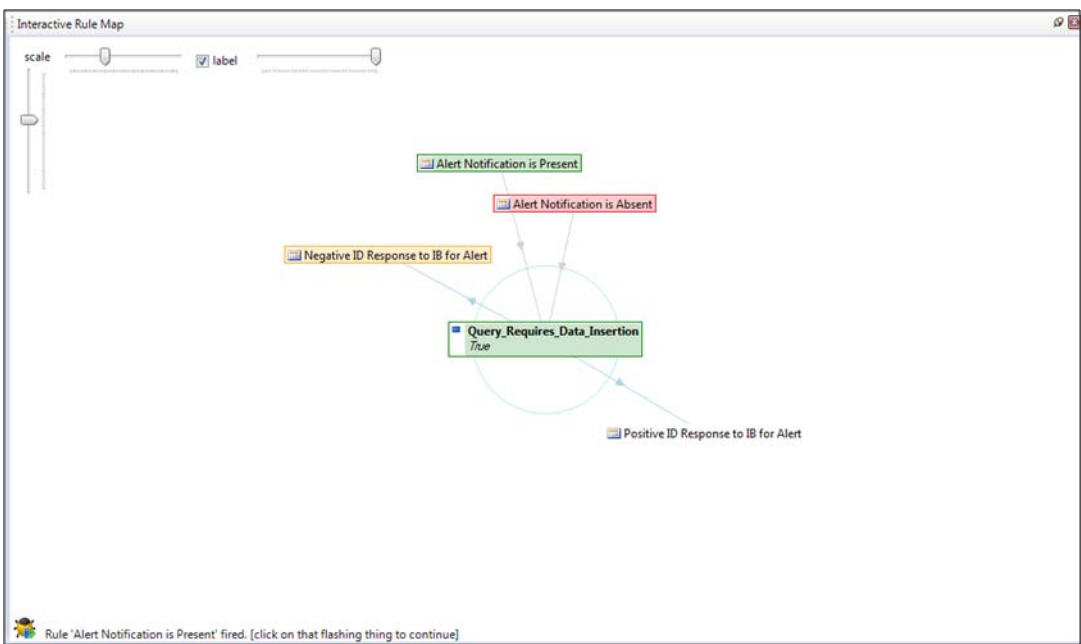 Interactive Rule Map
scale
label
Alert Notification is Present
Alert Notification is Absent
Negative ID Response to IB for Alert
Query_Requires_Data_Insertion
True
Positive ID Response to IB for Alert
Rule 'Alert Notification is Present' fired. [click on that flashing thing to continue]